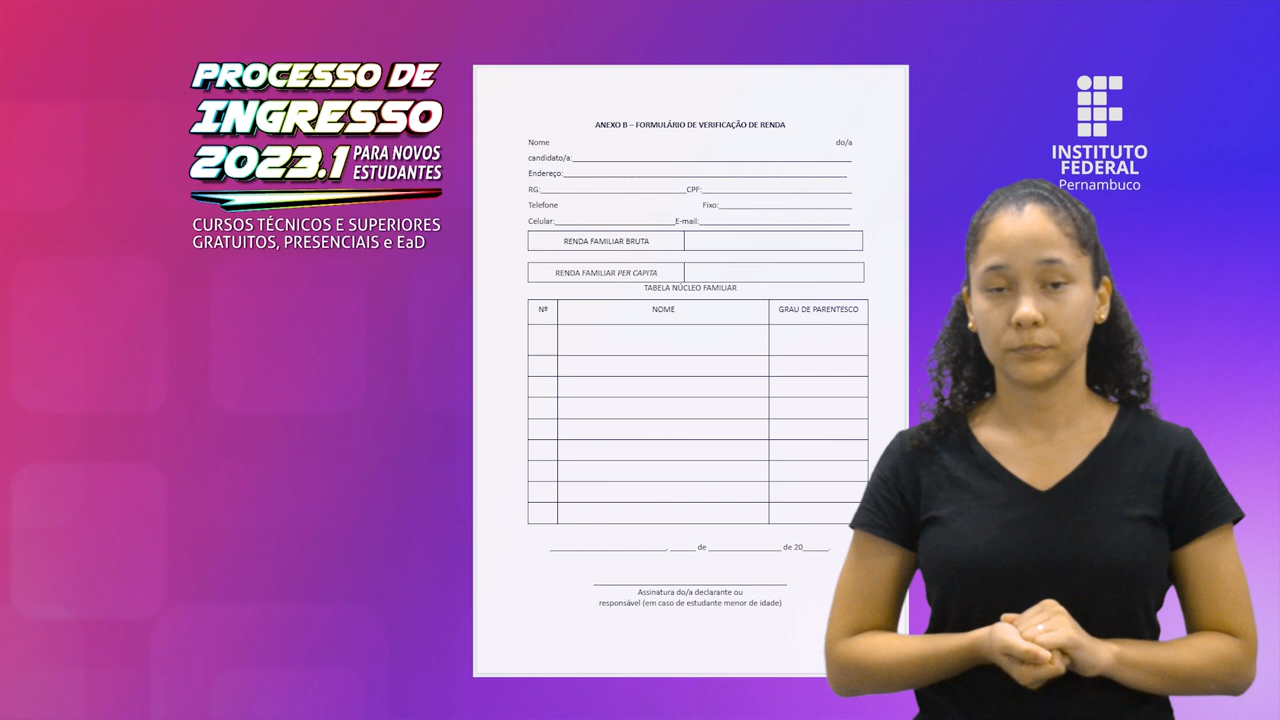 PROCESSO DE
INGRESSO
2023.1 PARA NOVOS ESTUDANTES
CURSOS TÉCNICOS E SUPERIORES
GRATUITOS, PRESENCIAIS e EaD
ANEXO B – FORMULÁRIO DE VERIFICAÇÃO DE RENDA
Nome do/a
candidato/a:
Endereço:
RG: CPF:
Telefone Fixo:
Celular: E-mail:
RENDA FAMILIAR BRUTA
RENDA FAMILIAR PER CAPITA
TABELA NÚCLEO FAMILIAR
Nº NOME GRAU DE PARENTESCO
, de de 20 .
Assinatura do/a declarante ou
responsável (em caso de estudante menor de idade)
INSTITUTO
FEDERAL
Pernambuco